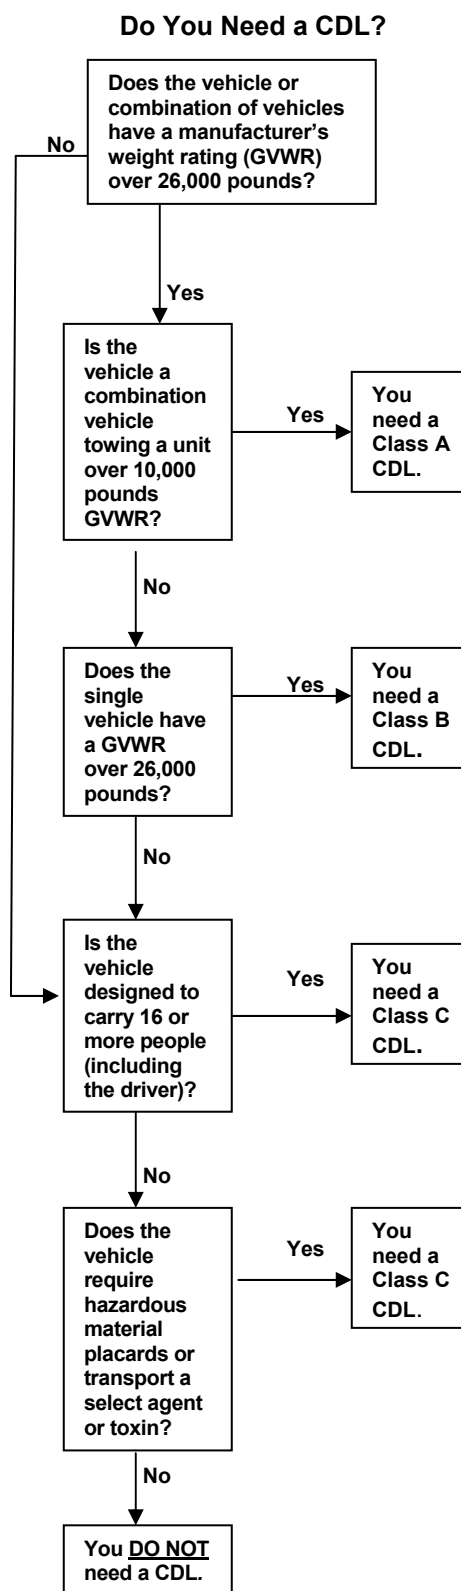 Do You Need a CDL?
Does the vehicle or
combination of vehicles
have a manufacturer’s
weight rating (GVWR)
over 26,000 pounds?
No
Yes
Is the
vehicle a
combination
vehicle
towing a unit
over 10,000
pounds
GVWR?
Yes
You
need a
Class A
CDL.
No
Does the
single
vehicle have
a GVWR
over 26,000
pounds?
Yes
You
need a
Class B
CDL.
No
Is the
vehicle
designed to
carry 16 or
more people
(including
the driver)?
Yes
You
need a
Class C
CDL.
No
Does the
vehicle
require
hazardous
material
placards or
transport a
select agent
or toxin?
Yes
You
need a
Class C
CDL.
No
You DO NOT
need a CDL.